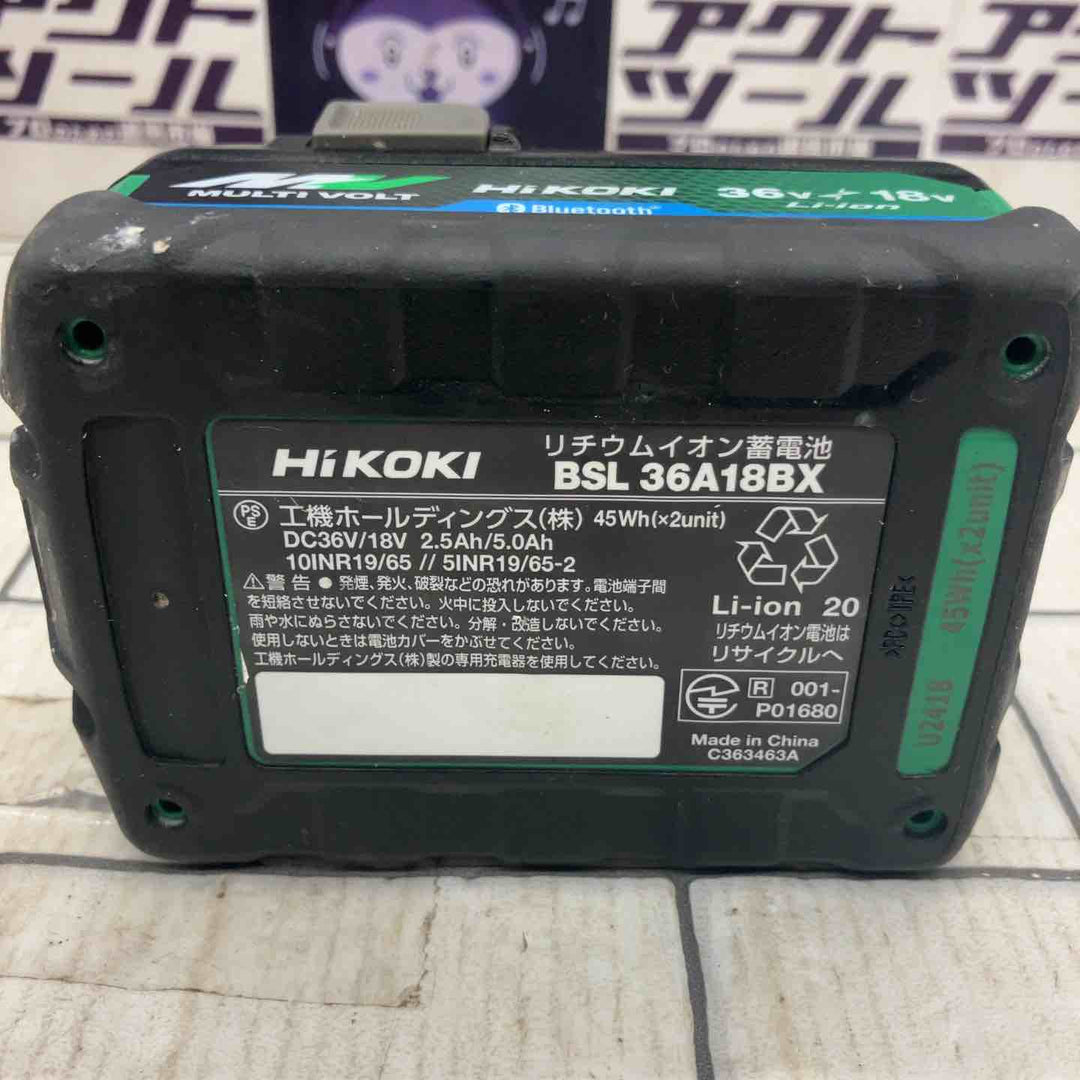 アクト
ツール
アクト
ツール
アクト
ツール
MULTI VOLT
HiKOKI
36V 18V
Li-ion
Bluetooth®
HiKOKI
リチウムイオン蓄電池
BSL 36A18BX
PSE 工機ホールディングス(株) 45Wh(×2unit)
DC36V/18V 2.5Ah/5.0Ah
10INR19/65 // 5INR19/65-2
⚠警告 ● 発煙、発火、破裂などの恐れがあります。電池端子間
を短絡させないでください。火中に投入しないでください。
雨や水にぬらさないでください。分解・改造しないでください。
使用しないときは電池カバーをかぶせてください。
工機ホールディングス(株)製の専用充電器を使用してください。
Li-ion 20
リチウムイオン電池は
リサイクルへ
R 001-
P01680
Made in China
C363463A
U2418 45Wh(x2unit)